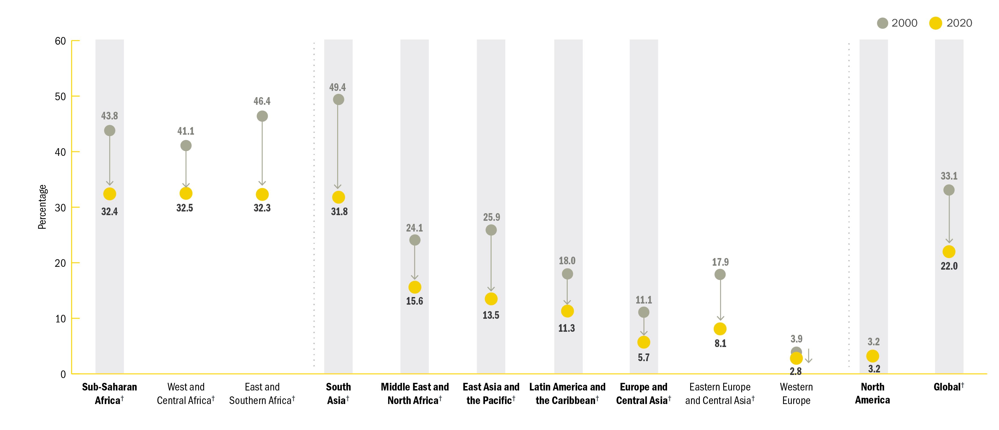 2000
2020
60
50
40
30
20
10
0
Percentage
43.8
32.4
41.1
32.5
46.4
32.3
49.4
31.8
24.1
15.6
25.9
13.5
18.0
11.3
11.1
5.7
17.9
8.1
3.9
2.8
3.2
3.2
33.1
22.0
Sub-Saharan
Africa†
West and
Central Africa†
East and
Southern Africa†
South
Asia†
Middle East and
North Africa†
East Asia and
the Pacific†
Latin America and
the Caribbean†
Europe and
Central Asia†
Eastern Europe
and Central Asia†
Western
Europe
North
America
Global†